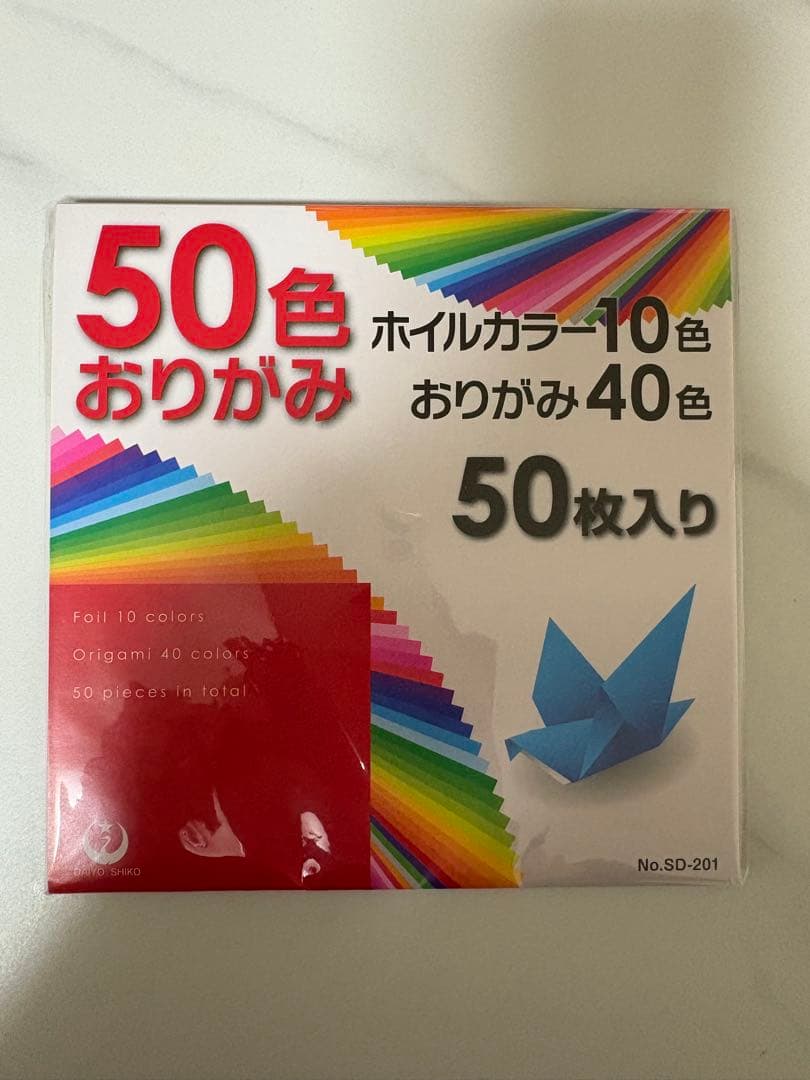 50色
おりがみ
ホイルカラー10色
おりがみ40色
50枚入り
Foil 10 colors
Origami 40 colors
50 pieces in total
DAIYO SHIKO
No.SD-201